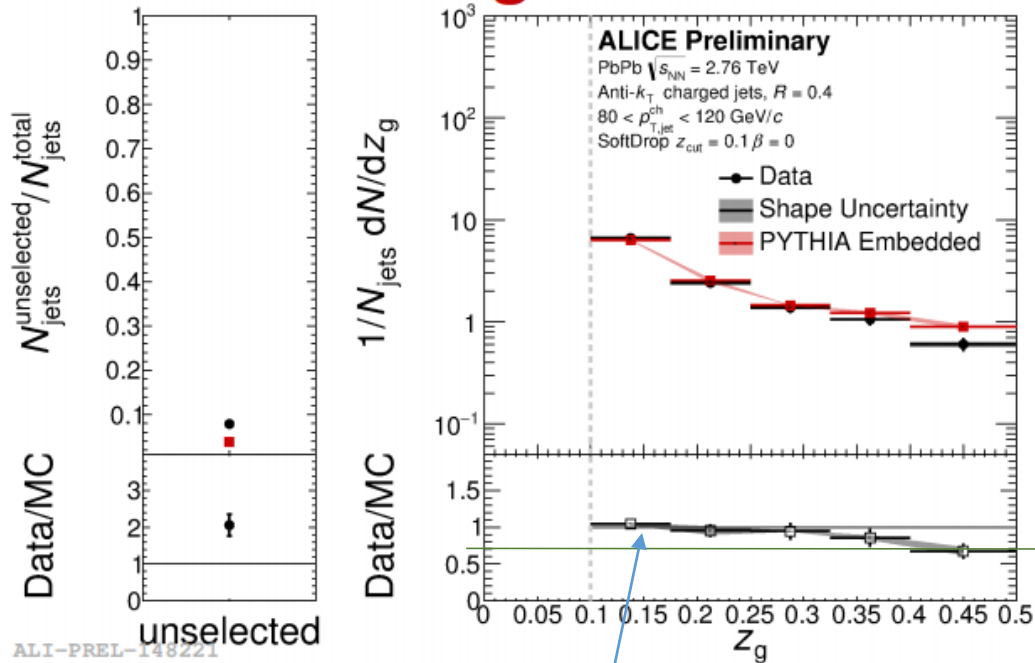 N_jets^unselected / N_jets^total
1
0.9
0.8
0.7
0.6
0.5
0.4
0.3
0.2
0.1
Data/MC
3
2
1
0
unselected
ALI-PREL-148221
1/N_jets dN/dz_g
10^3
10^2
10
1
10^-1
ALICE Preliminary
PbPb √s_NN = 2.76 TeV
Anti-k_T charged jets, R = 0.4
80 < p_T,jet^ch < 120 GeV/c
SoftDrop z_cut = 0.1 β = 0
Data
Shape Uncertainty
PYTHIA Embedded
Data/MC
1.5
1
0.5
0
0 0.05 0.1 0.15 0.2 0.25 0.3 0.35 0.4 0.45 0.5
z_g